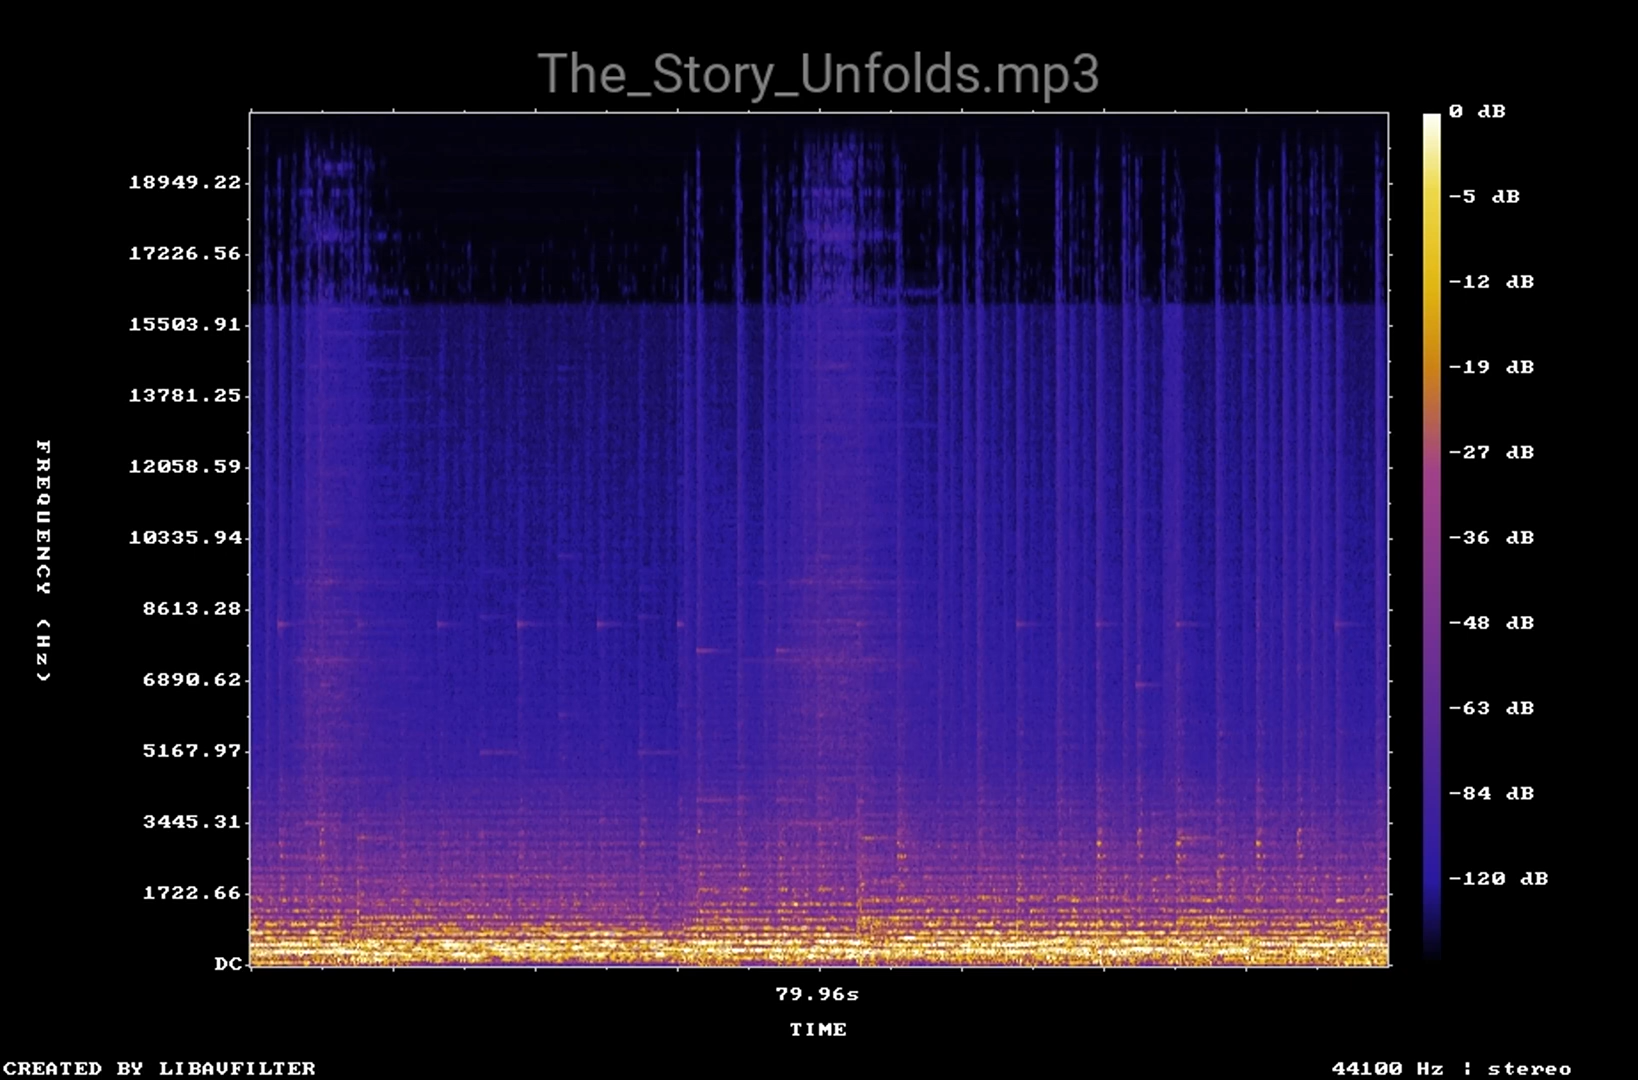 The_Story_Unfolds.mp3
0 dB
18949.22
-5 dB
17226.56
-12 dB
15503.91
-19 dB
13781.25
-27 dB
12058.59
-36 dB
10335.94
8613.28
-48 dB
FREQUENCY (Hz)
6890.62
-63 dB
5167.97
-84 dB
3445.31
-120 dB
1722.66
DC
79.96s
TIME
CREATED BY LIBAVFILTER
44100 Hz | stereo